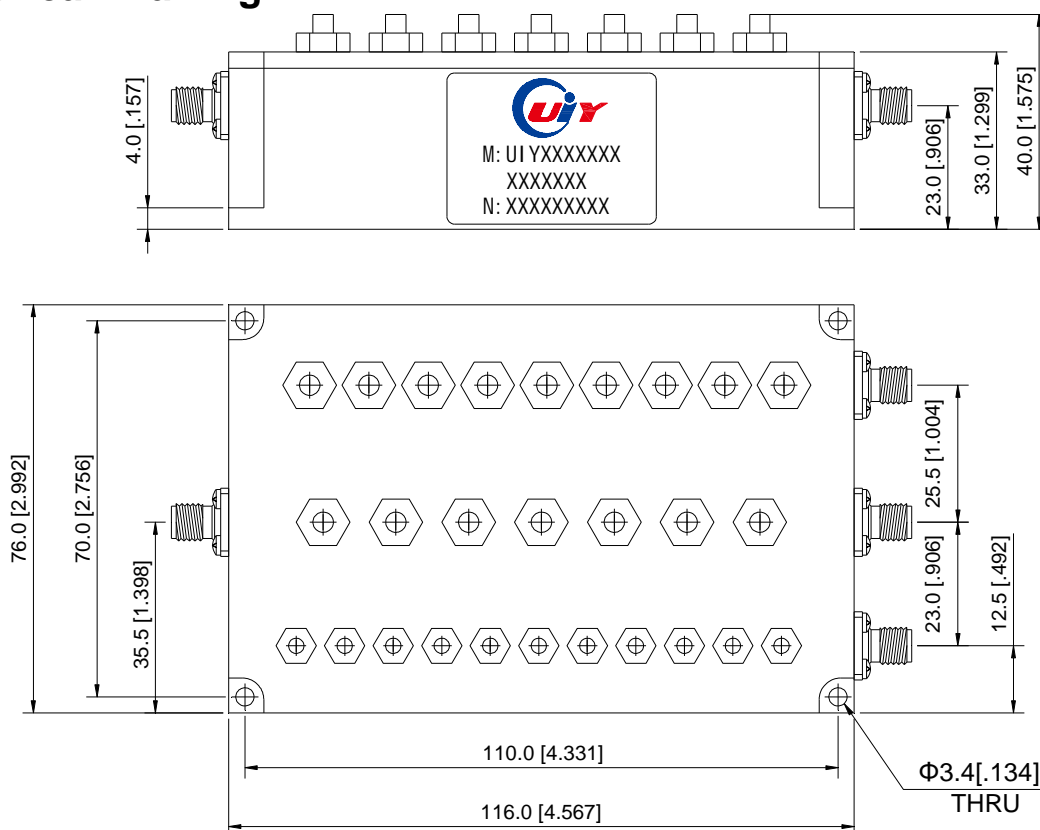 UiY
M: UIYXXXXXXX
XXXXXXX
N: XXXXXXXXX
4.0 [.157]
23.0 [.906]
33.0 [1.299]
40.0 [1.575]
76.0 [2.992]
70.0 [2.756]
35.5 [1.398]
25.5 [1.004]
23.0 [.906]
12.5 [.492]
110.0 [4.331]
116.0 [4.567]
Φ3.4[.134]
THRU